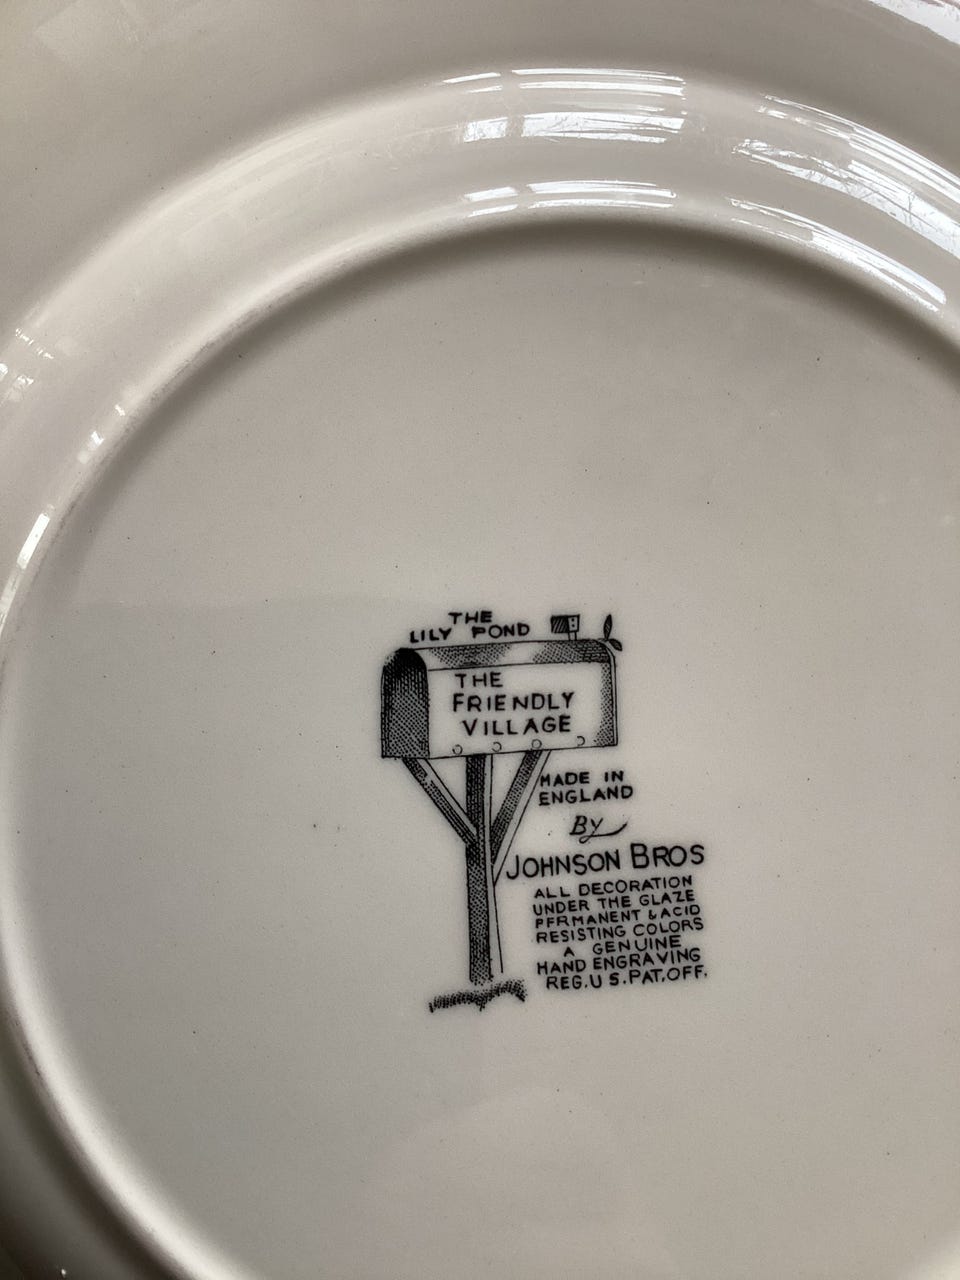 THE
LILY POND
THE
FRIENDLY
VILLAGE
MADE IN
ENGLAND
By
JOHNSON BROS
ALL DECORATION
UNDER THE GLAZE
PERMANENT & ACID
RESISTING COLORS
A GENUINE
HAND ENGRAVING
REG. U S. PAT. OFF.